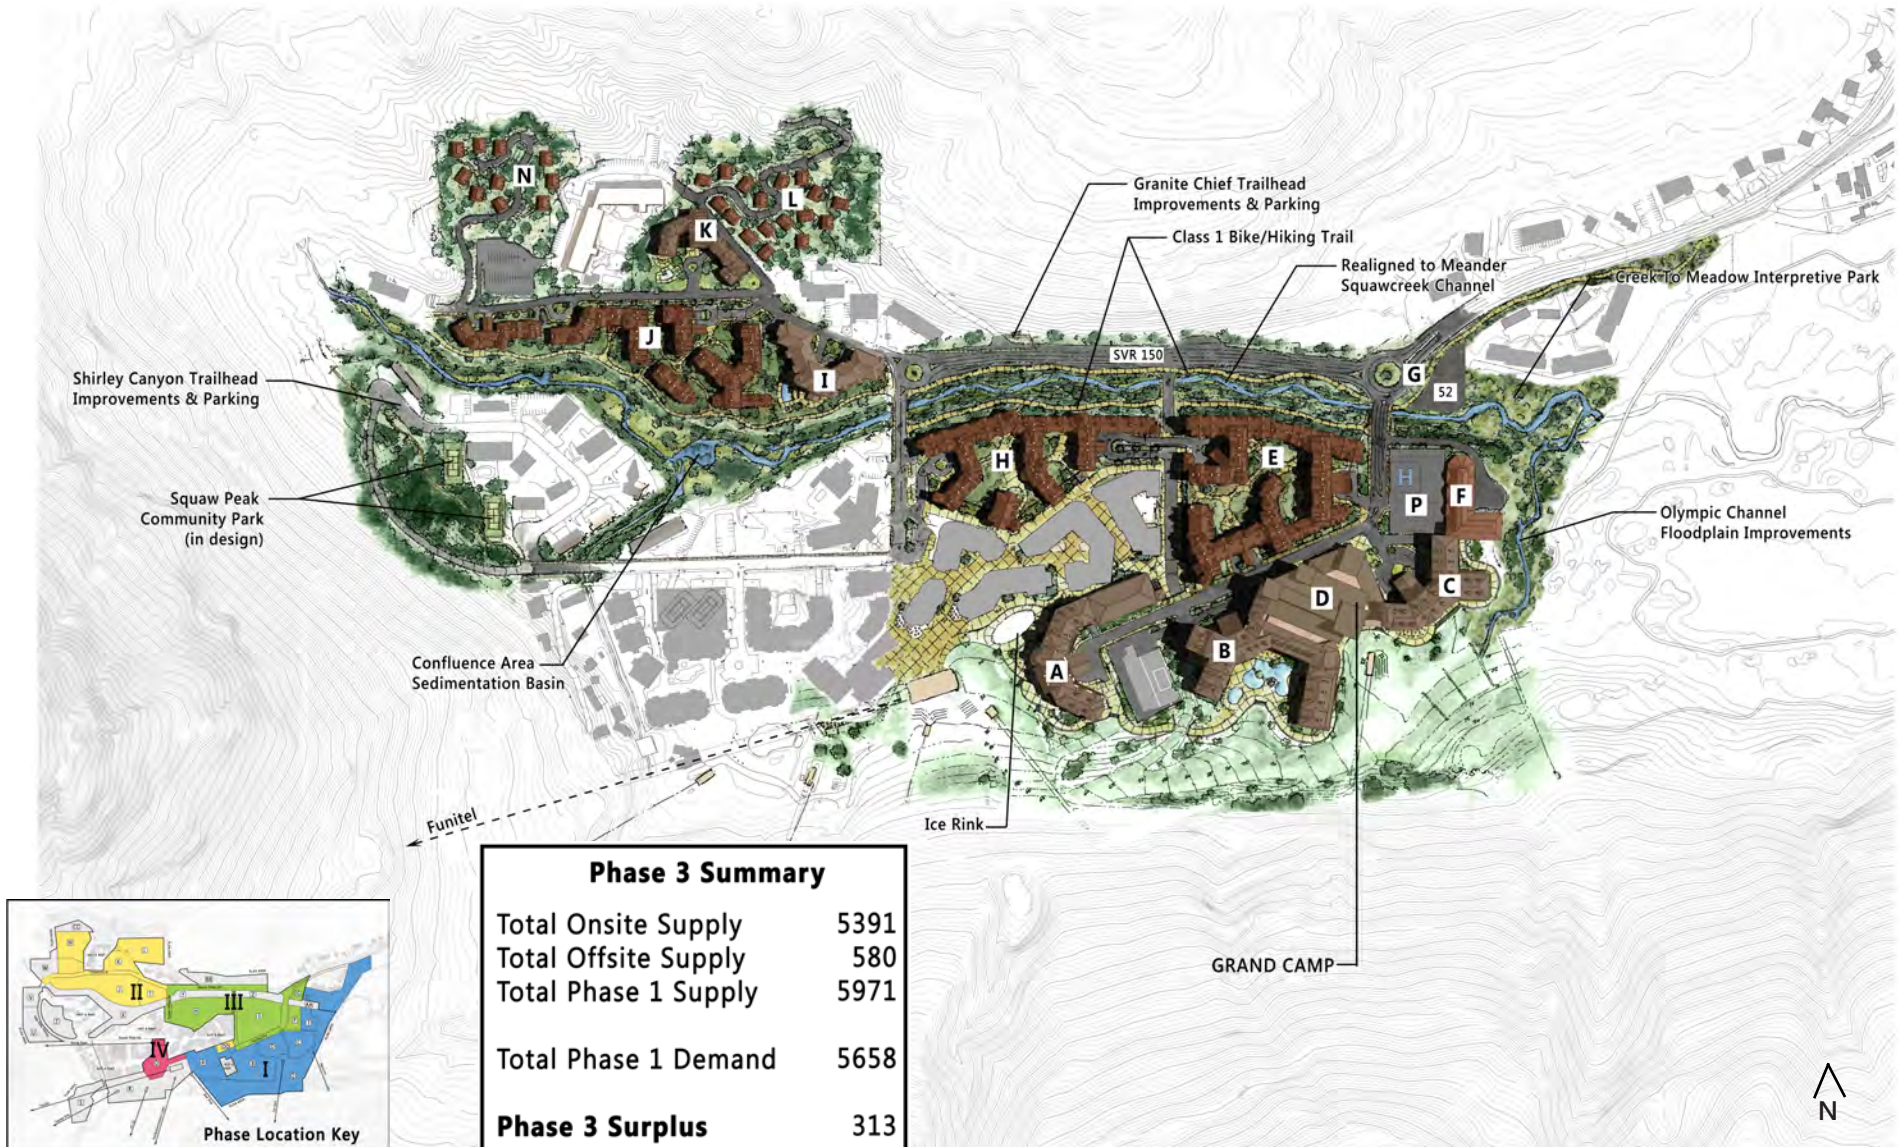 N
L
K
Granite Chief Trailhead
Improvements & Parking
Class 1 Bike/Hiking Trail
Realigned to Meander
Squawcreek Channel
Creek To Meadow Interpretive Park
J
I
SVR 150
G
52
Shirley Canyon Trailhead
Improvements & Parking
H
E
H
P
F
Squaw Peak
Community Park
(in design)
Olympic Channel
Floodplain Improvements
C
D
B
A
Confluence Area
Sedimentation Basin
Funitel
Ice Rink
GRAND CAMP
Phase 3 Summary
Total Onsite Supply 5391
Total Offsite Supply 580
Total Phase 1 Supply 5971
Total Phase 1 Demand 5658
Phase 3 Surplus 313
II
III
IV
I
Phase Location Key
N